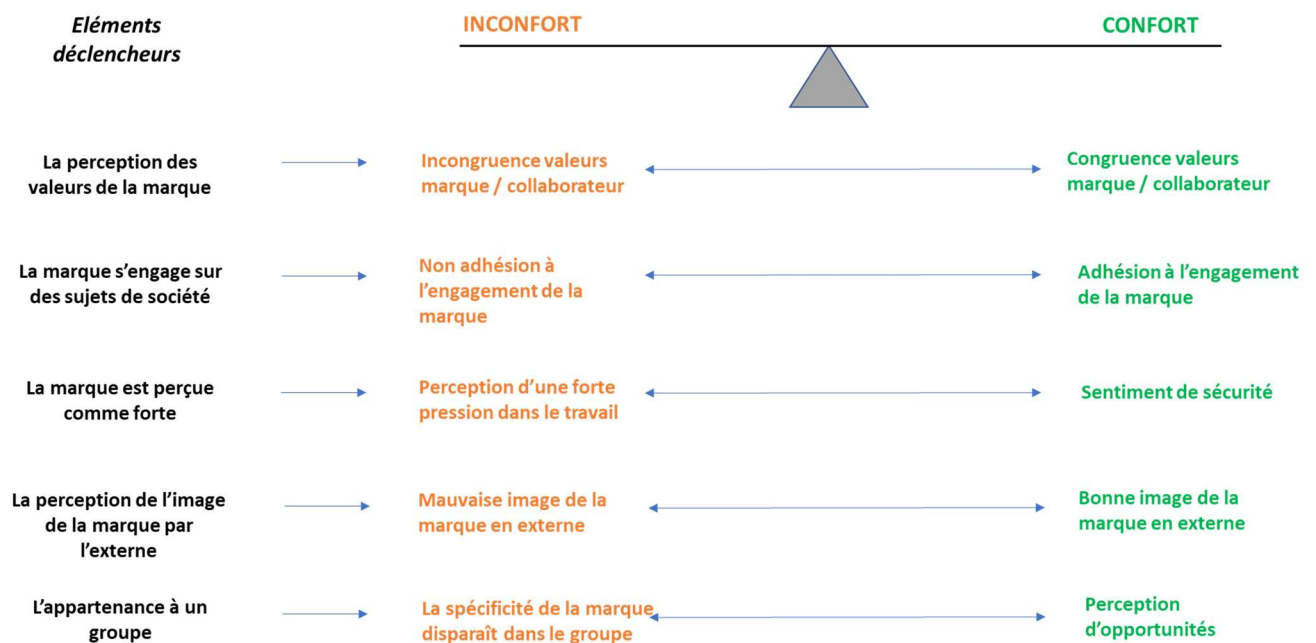 Eléments
déclencheurs
INCONFORT
CONFORT
La perception des
valeurs de la marque
Incongruence valeurs
marque / collaborateur
Congruence valeurs
marque / collaborateur
La marque s’engage sur
des sujets de société
Non adhésion à
l’engagement de la
marque
Adhésion à l’engagement
de la marque
La marque est perçue
comme forte
Perception d’une forte
pression dans le travail
Sentiment de sécurité
La perception de l’image
de la marque par
l’externe
Mauvaise image de la
marque en externe
Bonne image de la
marque en externe
L’appartenance à un
groupe
La spécificité de la marque
disparaît dans le groupe
Perception
d’opportunités